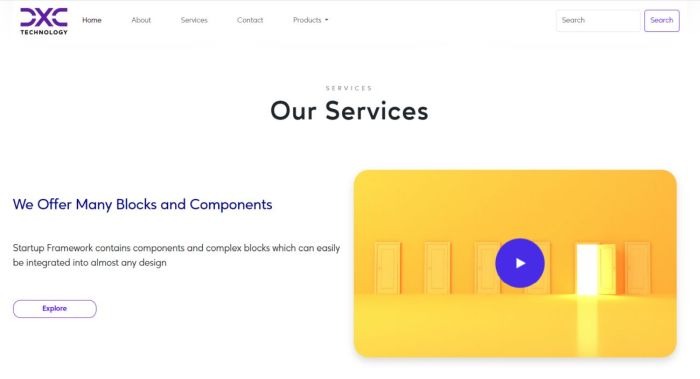 DXC
TECHNOLOGY
Home
About
Services
Contact
Products
Search
Search
SERVICES
Our Services
We Offer Many Blocks and Components
Startup Framework contains components and complex blocks which can easily
be integrated into almost any design
Explore